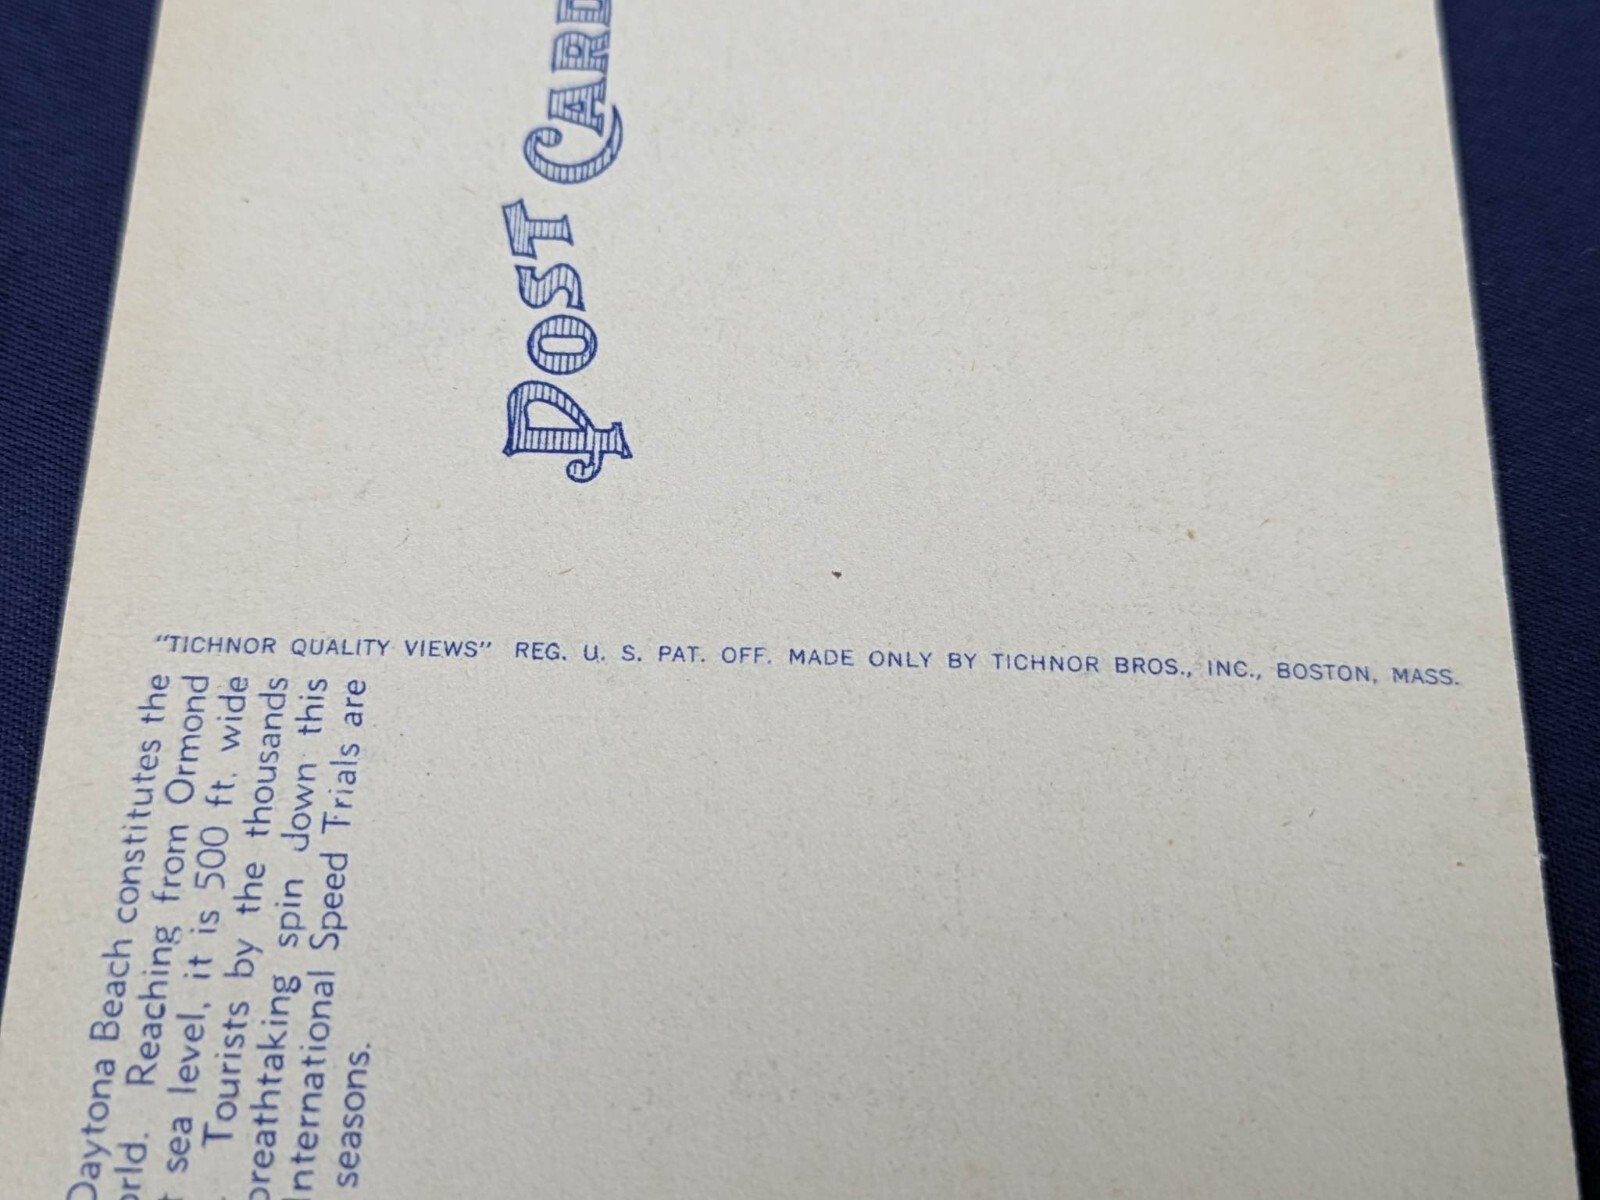 POST CARD
"TICHNOR QUALITY VIEWS" REG. U. S. PAT. OFF. MADE ONLY BY TICHNOR BROS., INC., BOSTON, MASS.
Daytona Beach constitutes the
Reaching from Ormond
sea level, it is 500 ft. wide
Tourists by the thousands
breathtaking spin down this
International Speed Trials are
seasons.